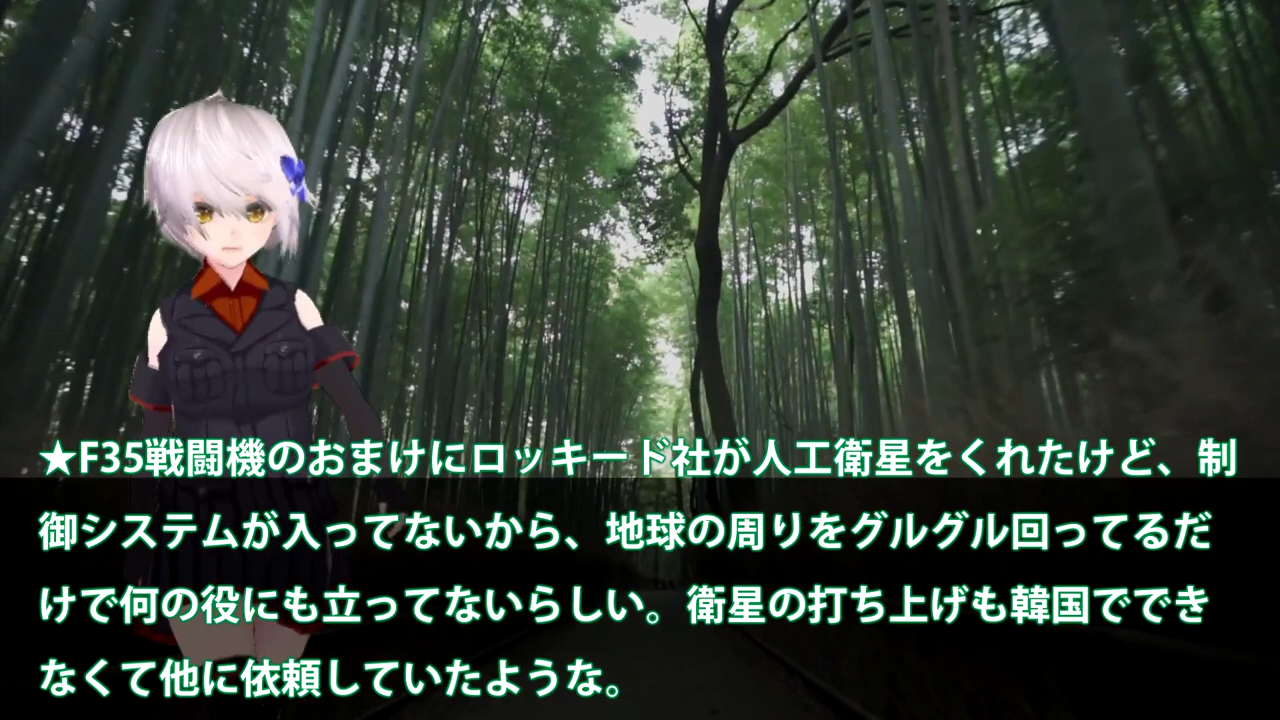 ★F35戦闘機のおまけにロッキード社が人工衛星をくれたけど、制
御システムが入ってないから、地球の周りをグルグル回ってるだ
けで何の役にも立ってないらしい。衛星の打ち上げも韓国ででき
なくて他に依頼していたような。